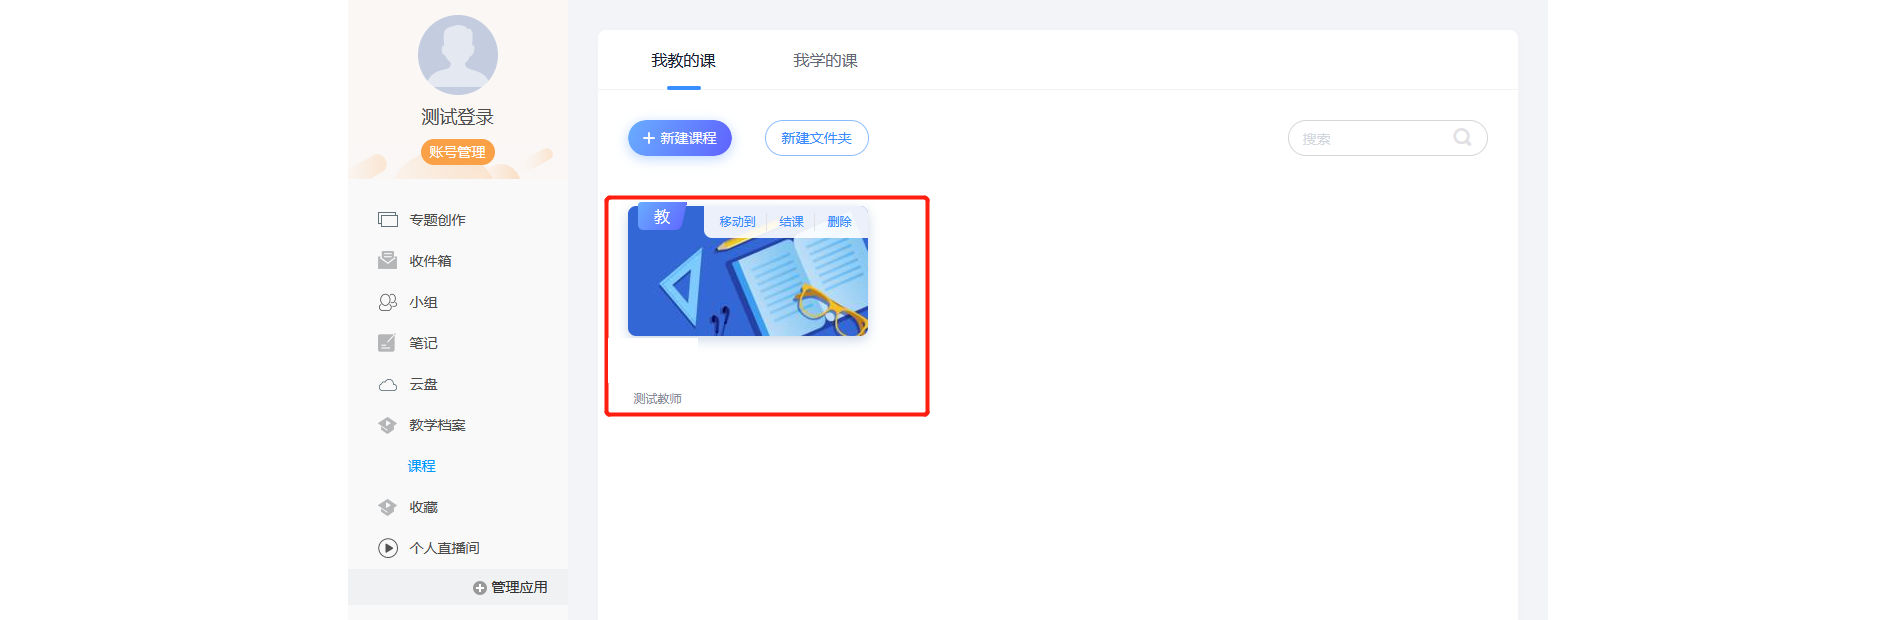 测试登录
账号管理
专题创作
收件箱
小组
笔记
云盘
教学档案
课程
收藏
个人直播间
管理应用
我教的课 我学的课
新建课程 新建文件夹 搜索
教 移动到 结课 删除
测试教师